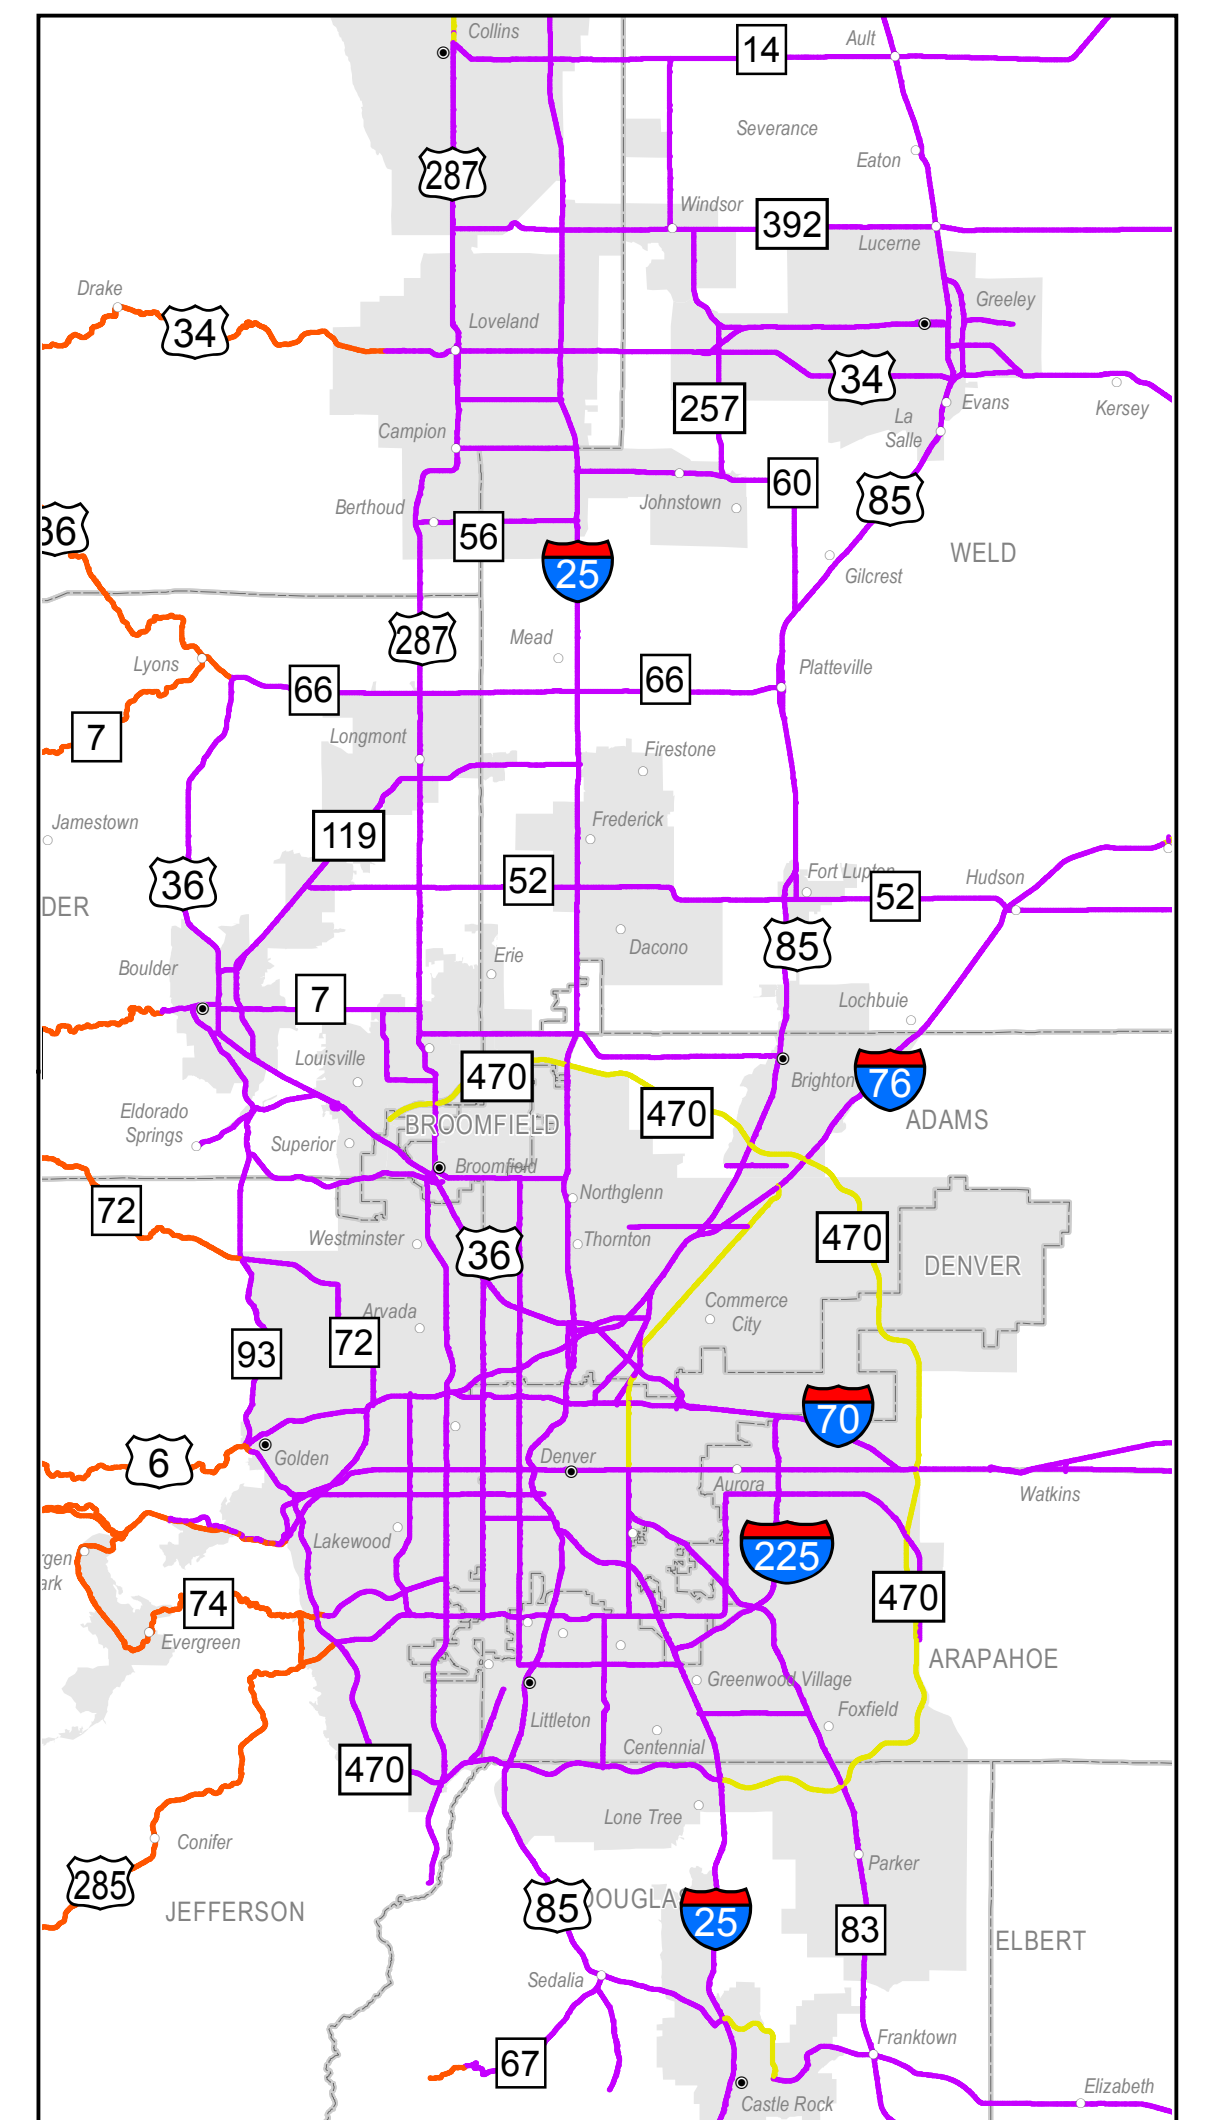 Collins
14
Ault
Severance
Eaton
287
Windsor
392
Lucerne
Drake
34
Loveland
Greeley
34
257
Evans
Kersey
La
Salle
Campion
60
85
Johnstown
Berthoud
56
36
25
WELD
Gilcrest
287
Mead
Lyons
66
66
Platteville
7
Longmont
Firestone
Jamestown
119
Frederick
36
52
Fort Lupton
52
Hudson
DER
85
Dacono
Erie
Boulder
7
Lochbuie
Louisville
470
76
Brighton
470
ADAMS
Eldorado
Springs
BROOMFIELD
Superior
Broomfield
Northglenn
72
Westminster
36
Thornton
470
DENVER
Commerce
City
Arvada
93
72
70
6
Golden
Denver
Aurora
Watkins
Lakewood
225
rgen
ark
74
470
Evergreen
ARAPAHOE
Greenwood Village
Foxfield
Littleton
Centennial
470
Lone Tree
Conifer
Parker
285
JEFFERSON
85
DOUGLAS
25
83
ELBERT
Sedalia
67
Franktown
Elizabeth
Castle Rock